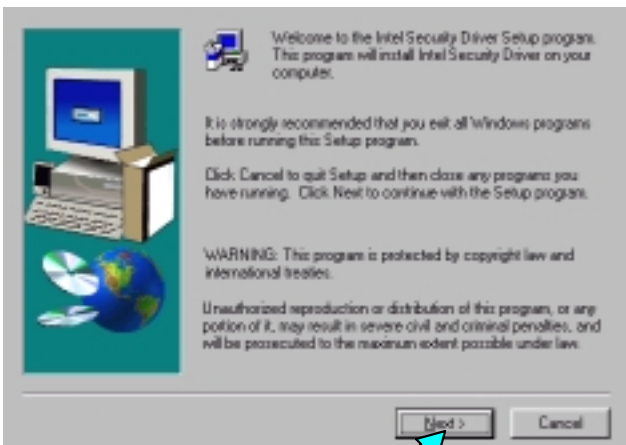 Welcome to the Intel Security Driver Setup program.
This program will install Intel Security Driver on your
computer.
It is strongly recommended that you exit all Windows programs
before running this Setup program.
Click Cancel to quit Setup and then close any programs you
have running. Click Next to continue with the Setup program.
WARNING: This program is protected by copyright law and
international treaties.
Unauthorized reproduction or distribution of this program, or any
portion of it, may result in severe civil and criminal penalties, and
will be prosecuted to the maximum extent possible under law.
Next >
Cancel